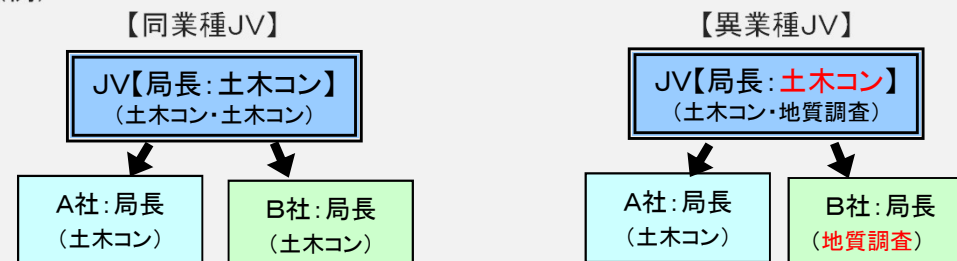 【同業種JV】
JV【局長：土木コン】
（土木コン・土木コン）
A社：局長
（土木コン）
B社：局長
（土木コン）
【異業種JV】
JV【局長：土木コン】
（土木コン・地質調査）
A社：局長
（土木コン）
B社：局長
（地質調査）